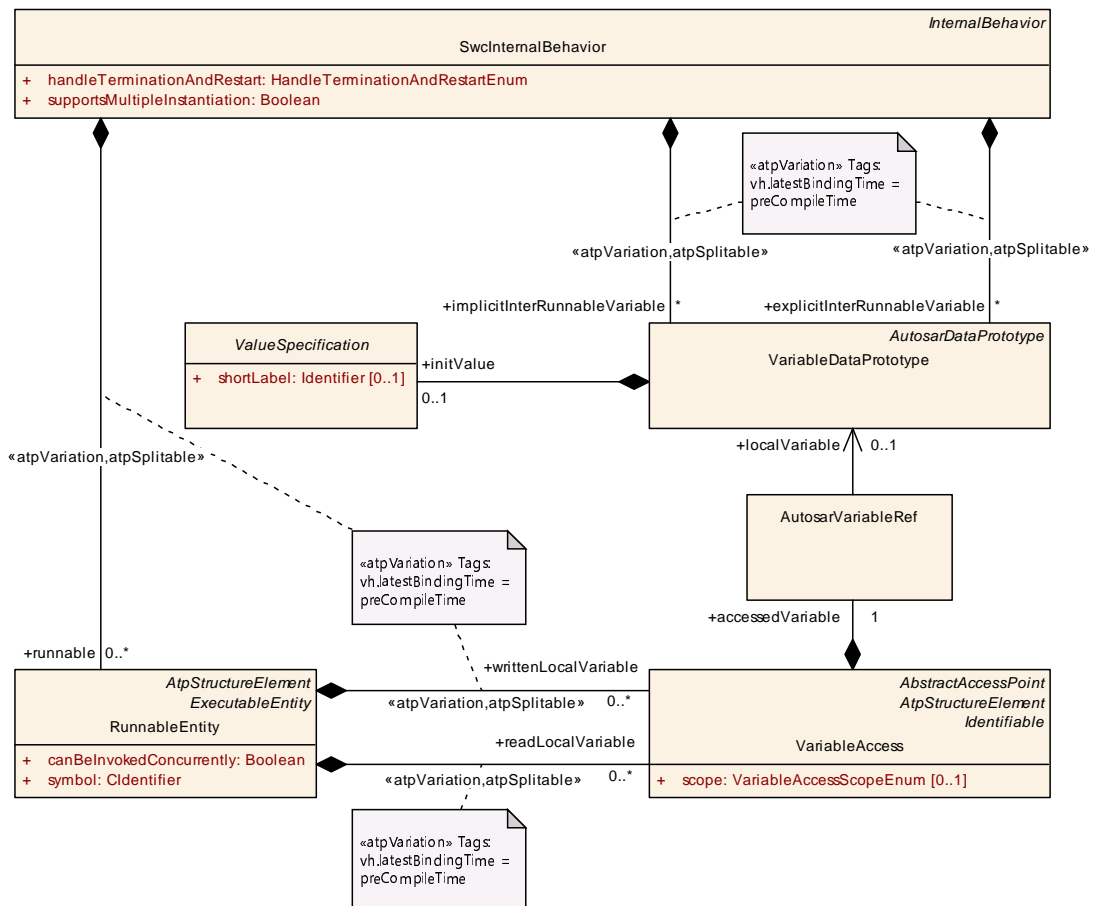 InternalBehavior
SwcInternalBehavior
+ handleTerminationAndRestart: HandleTerminationAndRestartEnum
+ supportsMultipleInstantiation: Boolean
«atpVariation» Tags:
vh.latestBindingTime =
preCompileTime
«atpVariation,atpSplitable»
«atpVariation,atpSplitable»
+implicitInterRunnableVariable *
+explicitInterRunnableVariable *
ValueSpecification
+ shortLabel: Identifier [0..1]
+initValue
0..1
AutosarDataPrototype
VariableDataPrototype
+localVariable 0..1
«atpVariation,atpSplitable»
AutosarVariableRef
«atpVariation» Tags:
vh.latestBindingTime =
preCompileTime
+accessedVariable 1
+runnable 0..*
AtpStructureElement
ExecutableEntity
RunnableEntity
+ canBeInvokedConcurrently: Boolean
+ symbol: CIdentifier
+writtenLocalVariable
«atpVariation,atpSplitable» 0..*
+readLocalVariable
«atpVariation,atpSplitable» 0..*
AbstractAccessPoint
AtpStructureElement
Identifiable
VariableAccess
+ scope: VariableAccessScopeEnum [0..1]
«atpVariation» Tags:
vh.latestBindingTime =
preCompileTime